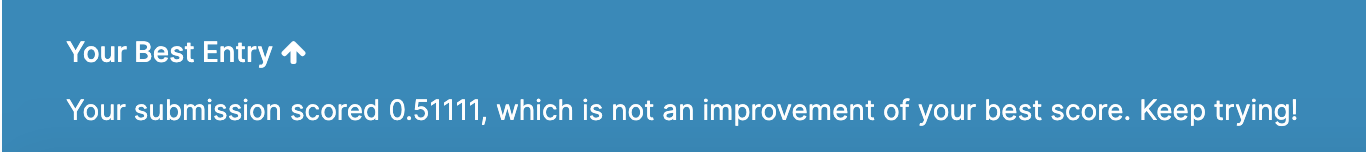 Your Best Entry ↑
Your submission scored 0.51111, which is not an improvement of your best score. Keep trying!